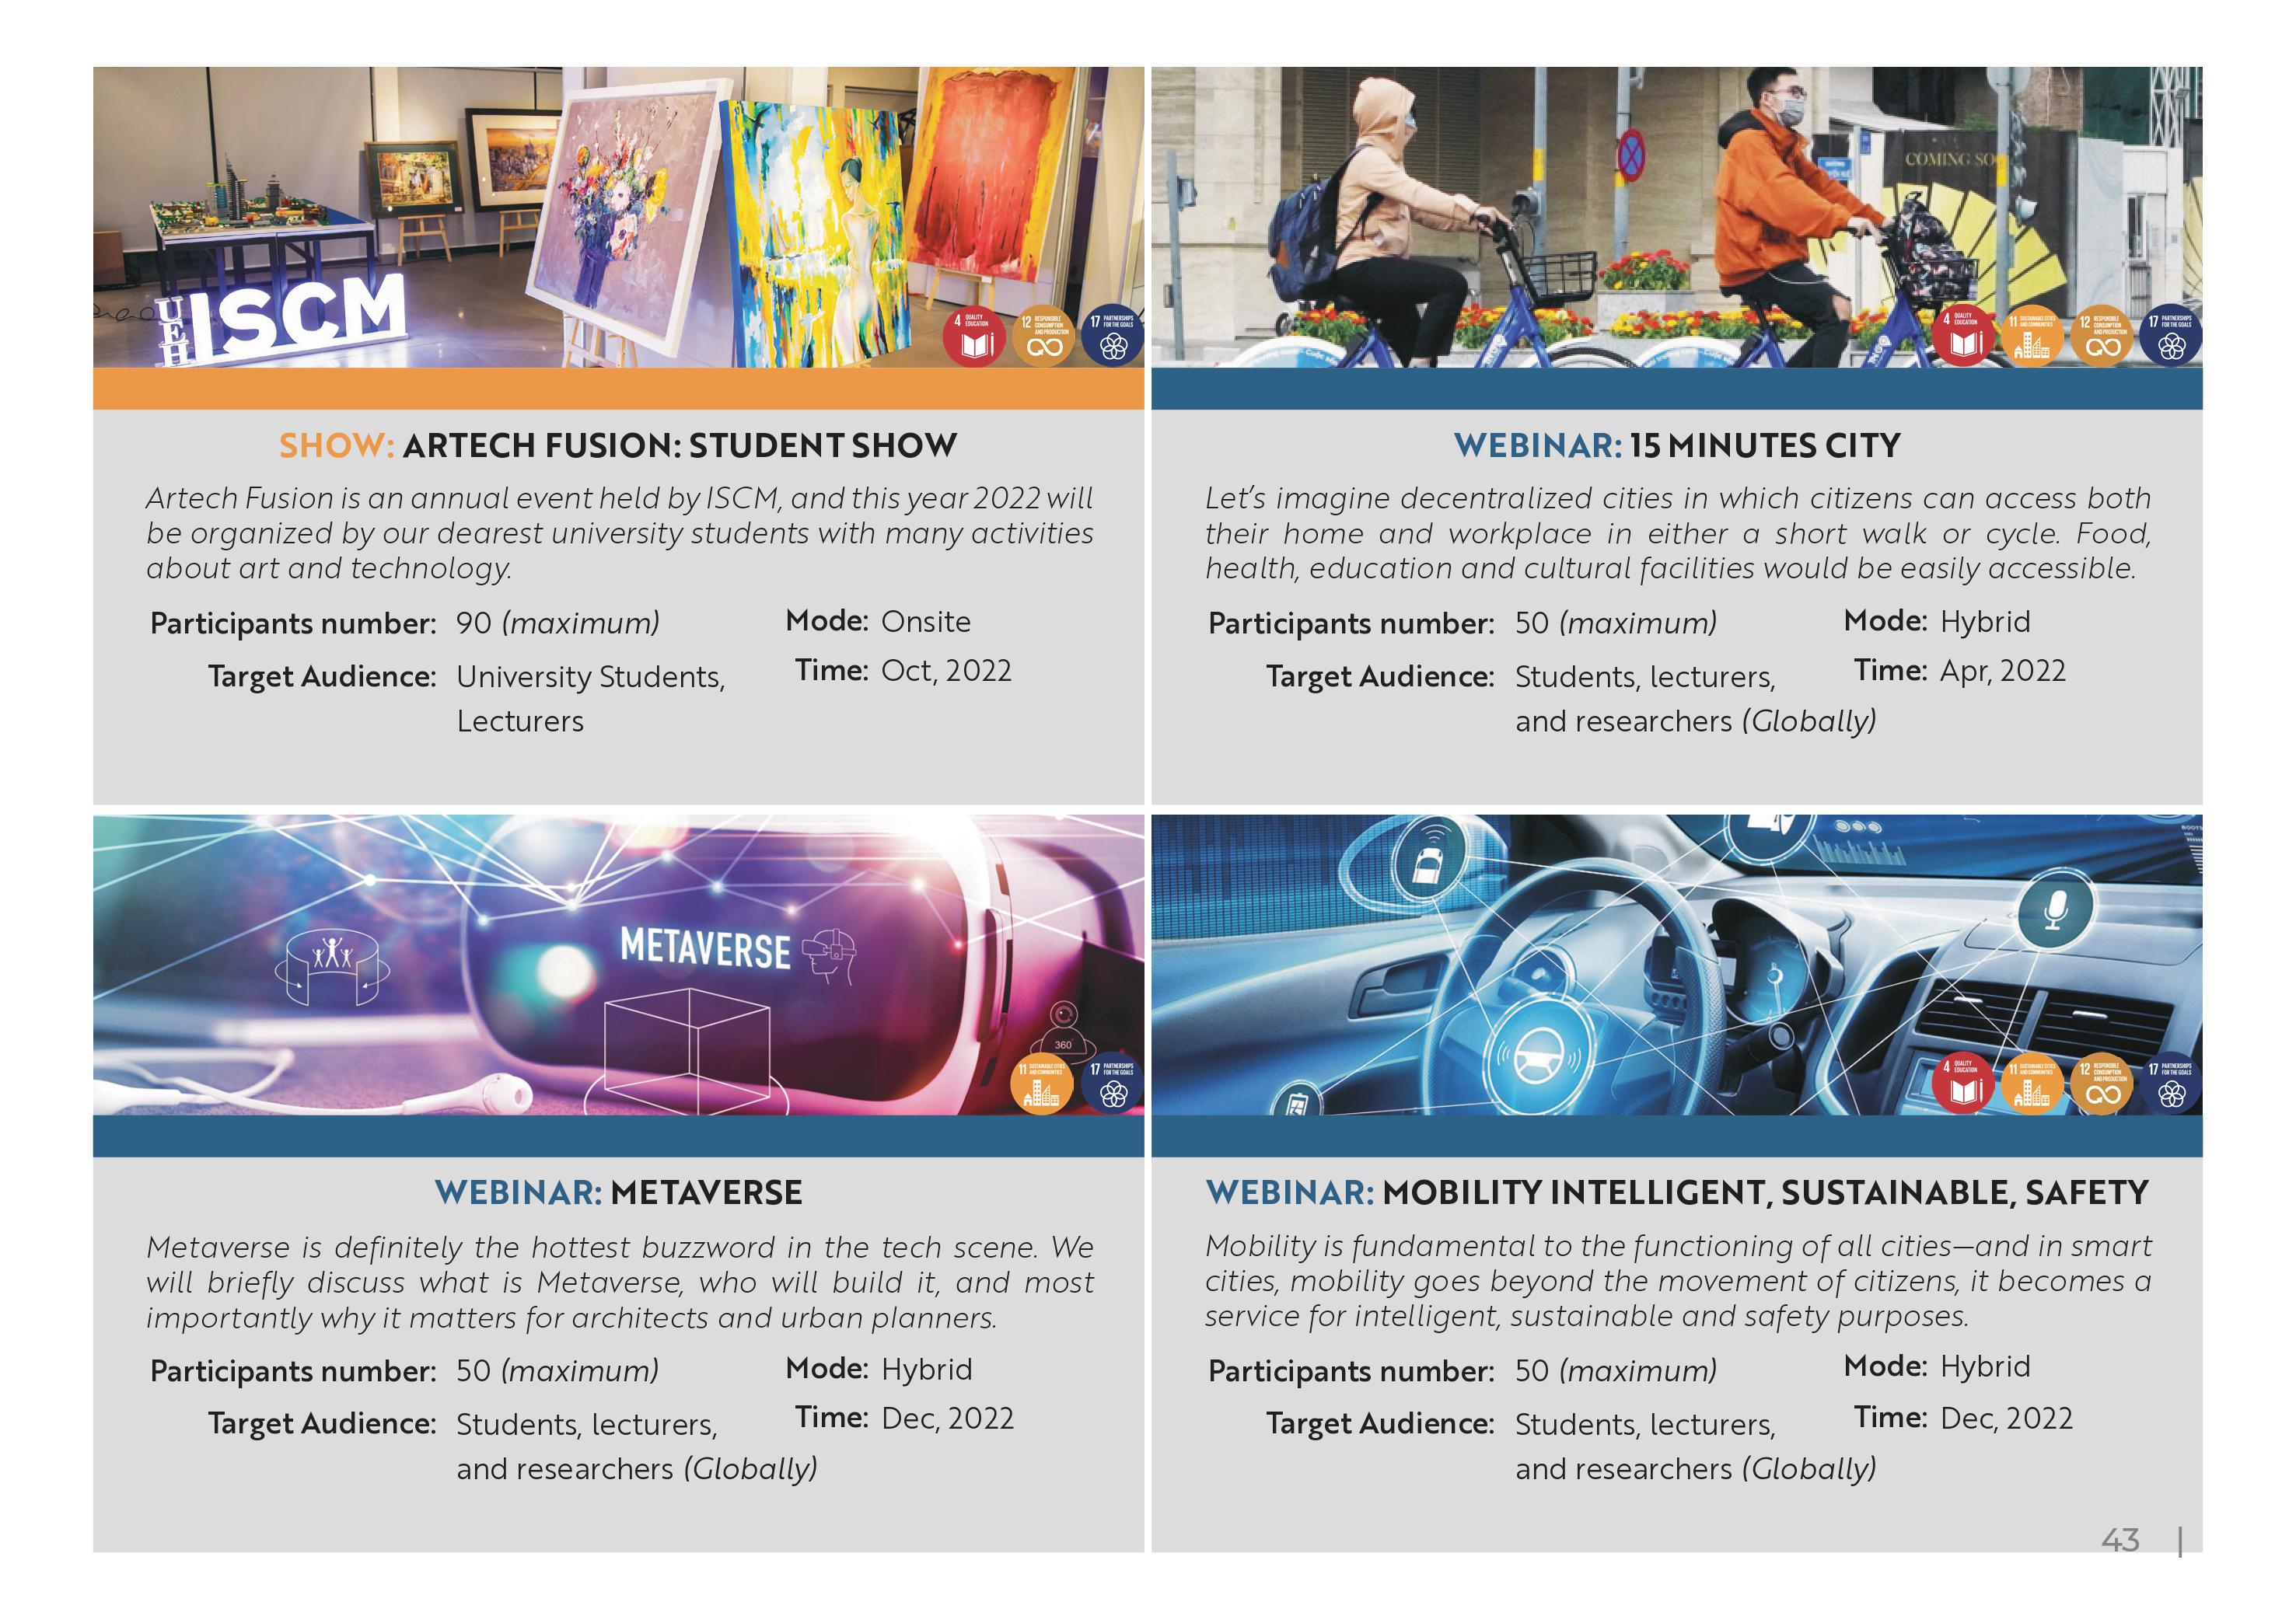 UEH
ISCM
4 QUALITY EDUCATION
12 RESPONSIBLE CONSUMPTION AND PRODUCTION
17 PARTNERSHIPS FOR THE GOALS
SHOW: ARTECH FUSION: STUDENT SHOW
Artech Fusion is an annual event held by ISCM, and this year 2022 will
be organized by our dearest university students with many activities
about art and technology.
Participants number: 90 (maximum)
Mode: Onsite
Target Audience: University Students,
Lecturers
Time: Oct, 2022
COMING SOO
4 QUALITY EDUCATION
11 SUSTAINABLE CITIES AND COMMUNITIES
12 RESPONSIBLE CONSUMPTION AND PRODUCTION
17 PARTNERSHIPS FOR THE GOALS
WEBINAR: 15 MINUTES CITY
Let’s imagine decentralized cities in which citizens can access both
their home and workplace in either a short walk or cycle. Food,
health, education and cultural facilities would be easily accessible.
Participants number: 50 (maximum)
Mode: Hybrid
Target Audience: Students, lecturers,
and researchers (Globally)
Time: Apr, 2022
METAVERSE
360°
11 SUSTAINABLE CITIES AND COMMUNITIES
17 PARTNERSHIPS FOR THE GOALS
WEBINAR: METAVERSE
Metaverse is definitely the hottest buzzword in the tech scene. We
will briefly discuss what is Metaverse, who will build it, and most
importantly why it matters for architects and urban planners.
Participants number: 50 (maximum)
Mode: Hybrid
Target Audience: Students, lecturers,
and researchers (Globally)
Time: Dec, 2022
4 QUALITY EDUCATION
11 SUSTAINABLE CITIES AND COMMUNITIES
12 RESPONSIBLE CONSUMPTION AND PRODUCTION
17 PARTNERSHIPS FOR THE GOALS
WEBINAR: MOBILITY INTELLIGENT, SUSTAINABLE, SAFETY
Mobility is fundamental to the functioning of all cities—and in smart
cities, mobility goes beyond the movement of citizens, it becomes a
service for intelligent, sustainable and safety purposes.
Participants number: 50 (maximum)
Mode: Hybrid
Target Audience: Students, lecturers,
and researchers (Globally)
Time: Dec, 2022
43 |